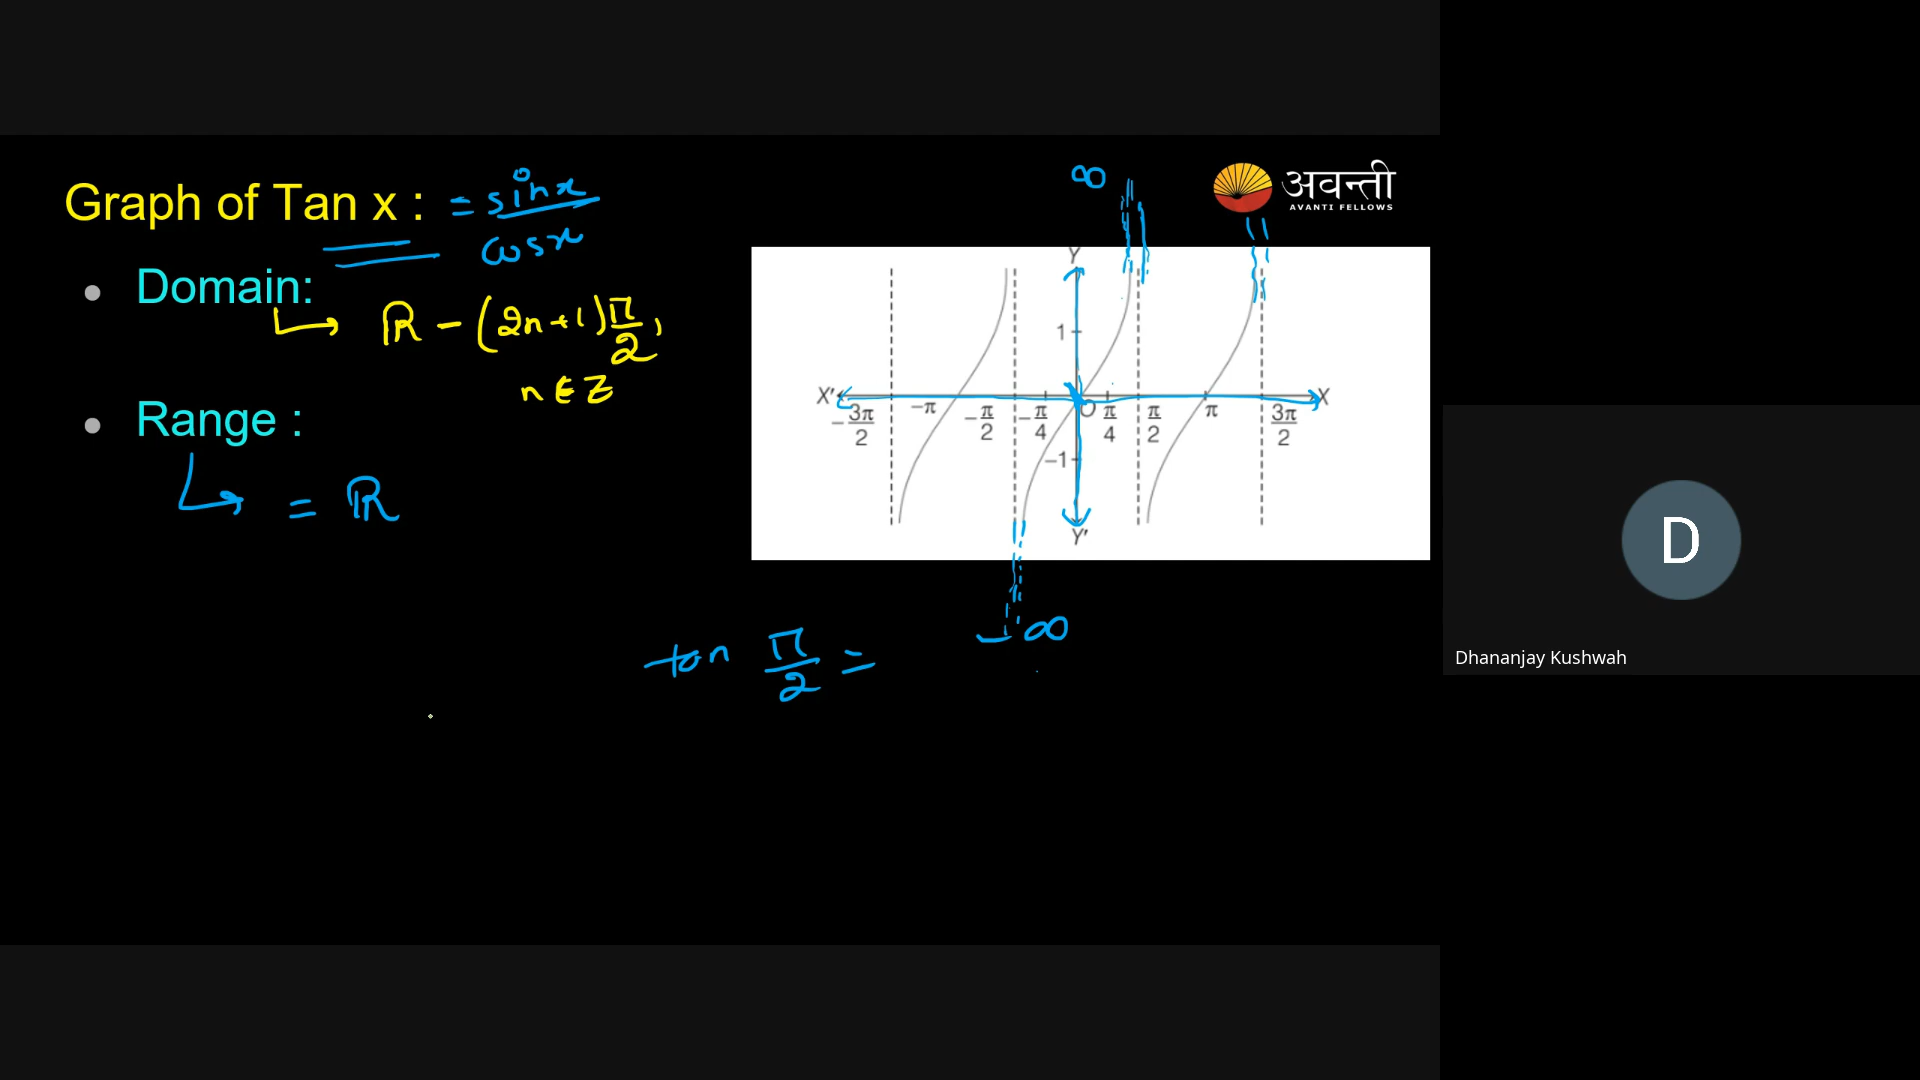 Graph of Tan x : = sinx / cosx
• Domain:
R - (2n+1)π/2,
n ∈ Z
• Range :
= R
∞
अवन्ती
AVANTI FELLOWS
Y
1
X' X
-3π/2 -π -π/2 -π/4 O π/4 π/2 π 3π/2
-1
Y'
-∞
tan π/2 =
D
Dhananjay Kushwah